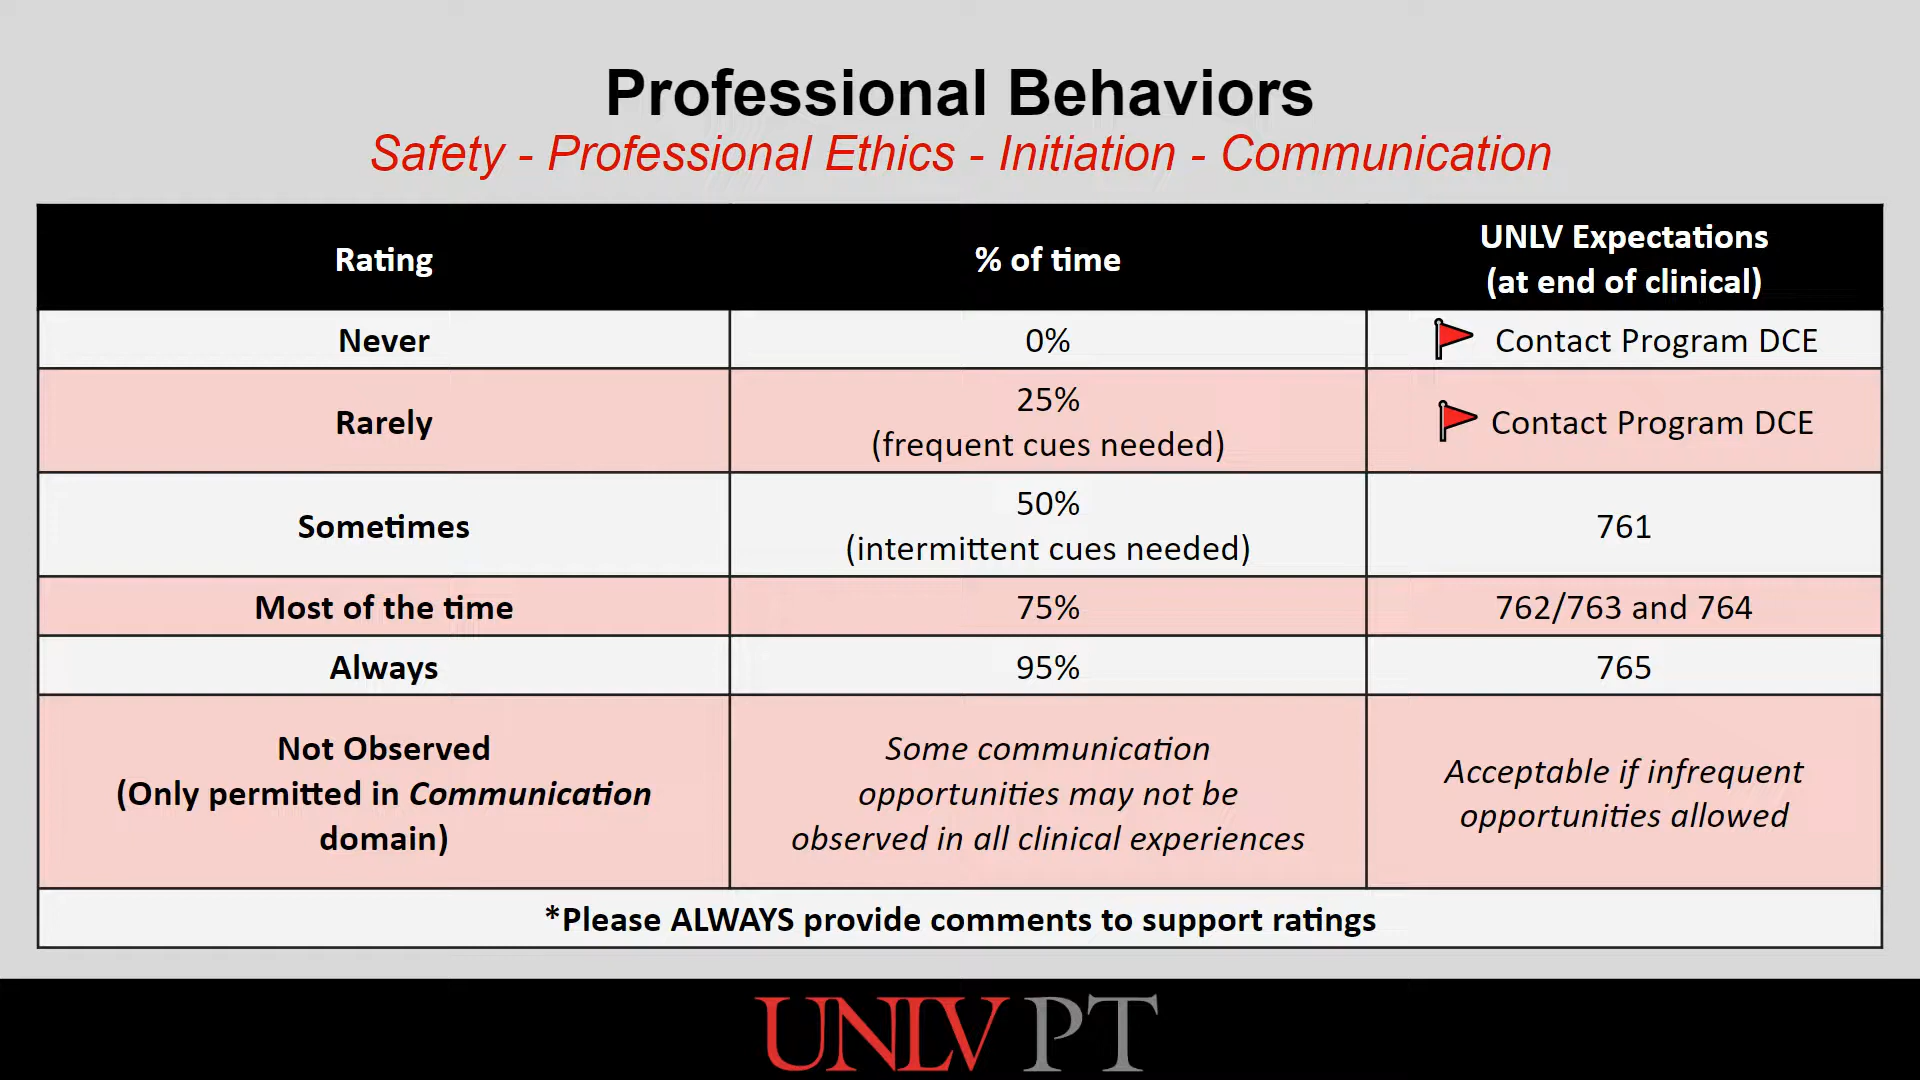 Professional Behaviors
Safety - Professional Ethics - Initiation - Communication
Rating
% of time
UNLV Expectations
(at end of clinical)
Never
0%
Contact Program DCE
Rarely
25%
(frequent cues needed)
Contact Program DCE
Sometimes
50%
(intermittent cues needed)
761
Most of the time
75%
762/763 and 764
Always
95%
765
Not Observed
(Only permitted in Communication
domain)
Some communication
opportunities may not be
observed in all clinical experiences
Acceptable if infrequent
opportunities allowed
*Please ALWAYS provide comments to support ratings
UNLV PT